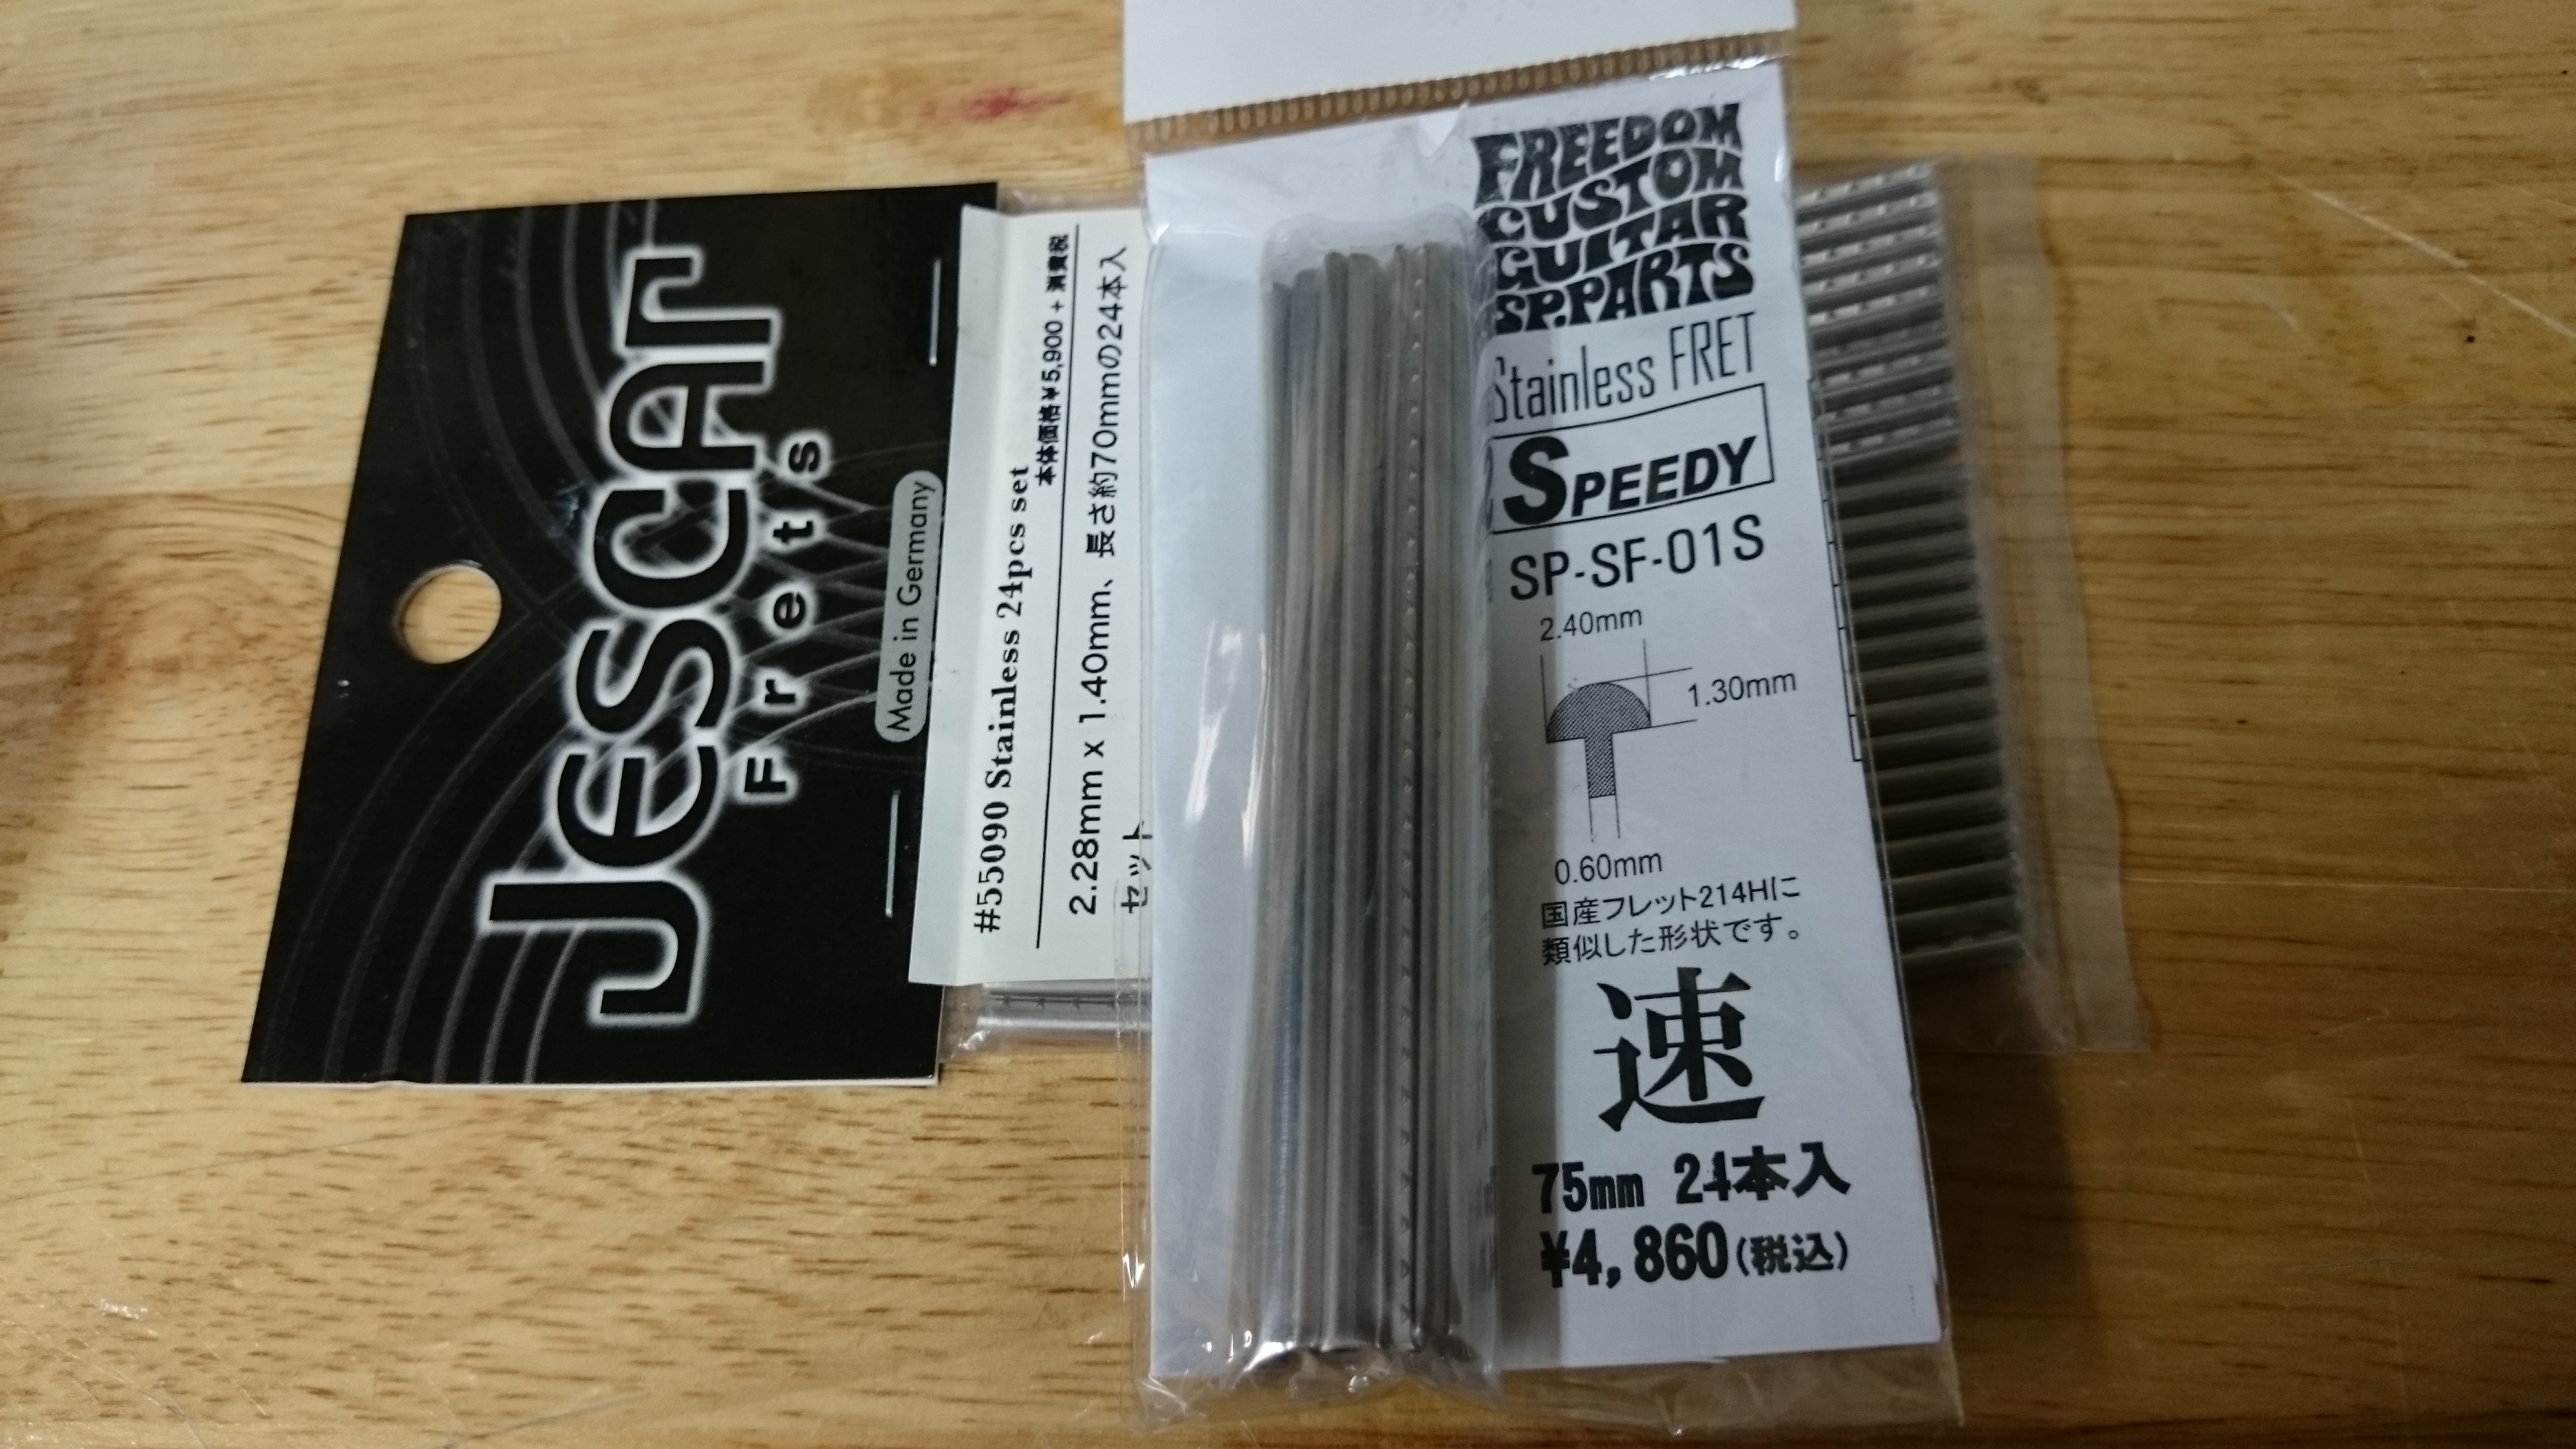 Jescar
Frets
Made in Germany
#55090 Stainless 24pcs set
本体価格¥5,900 + 消費税
2.28mm x 1.40mm、長さ約70mmの24本入
セット
FREEDOM
CUSTOM
GUITAR
SP.PARTS
Stainless FRET
SPEEDY
SP-SF-01S
2.40mm
1.30mm
0.60mm
国産フレット214Hに
類似した形状です。
速
75mm 24本入
¥4,860(税込)